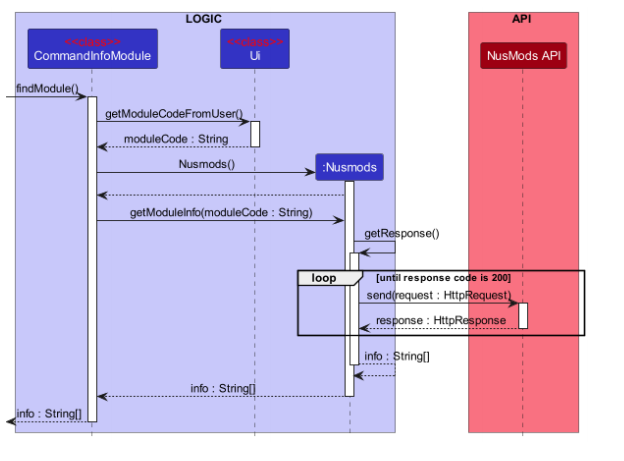 LOGIC
API
<<class>>
CommandInfoModule
<<class>>
Ui
NusMods API
findModule()
getModuleCodeFromUser()
moduleCode : String
Nusmods()
:Nusmods
getModuleInfo(moduleCode : String)
getResponse()
loop
[until response code is 200]
send(request : HttpRequest)
response : HttpResponse
info : String[]
info : String[]
info : String[]